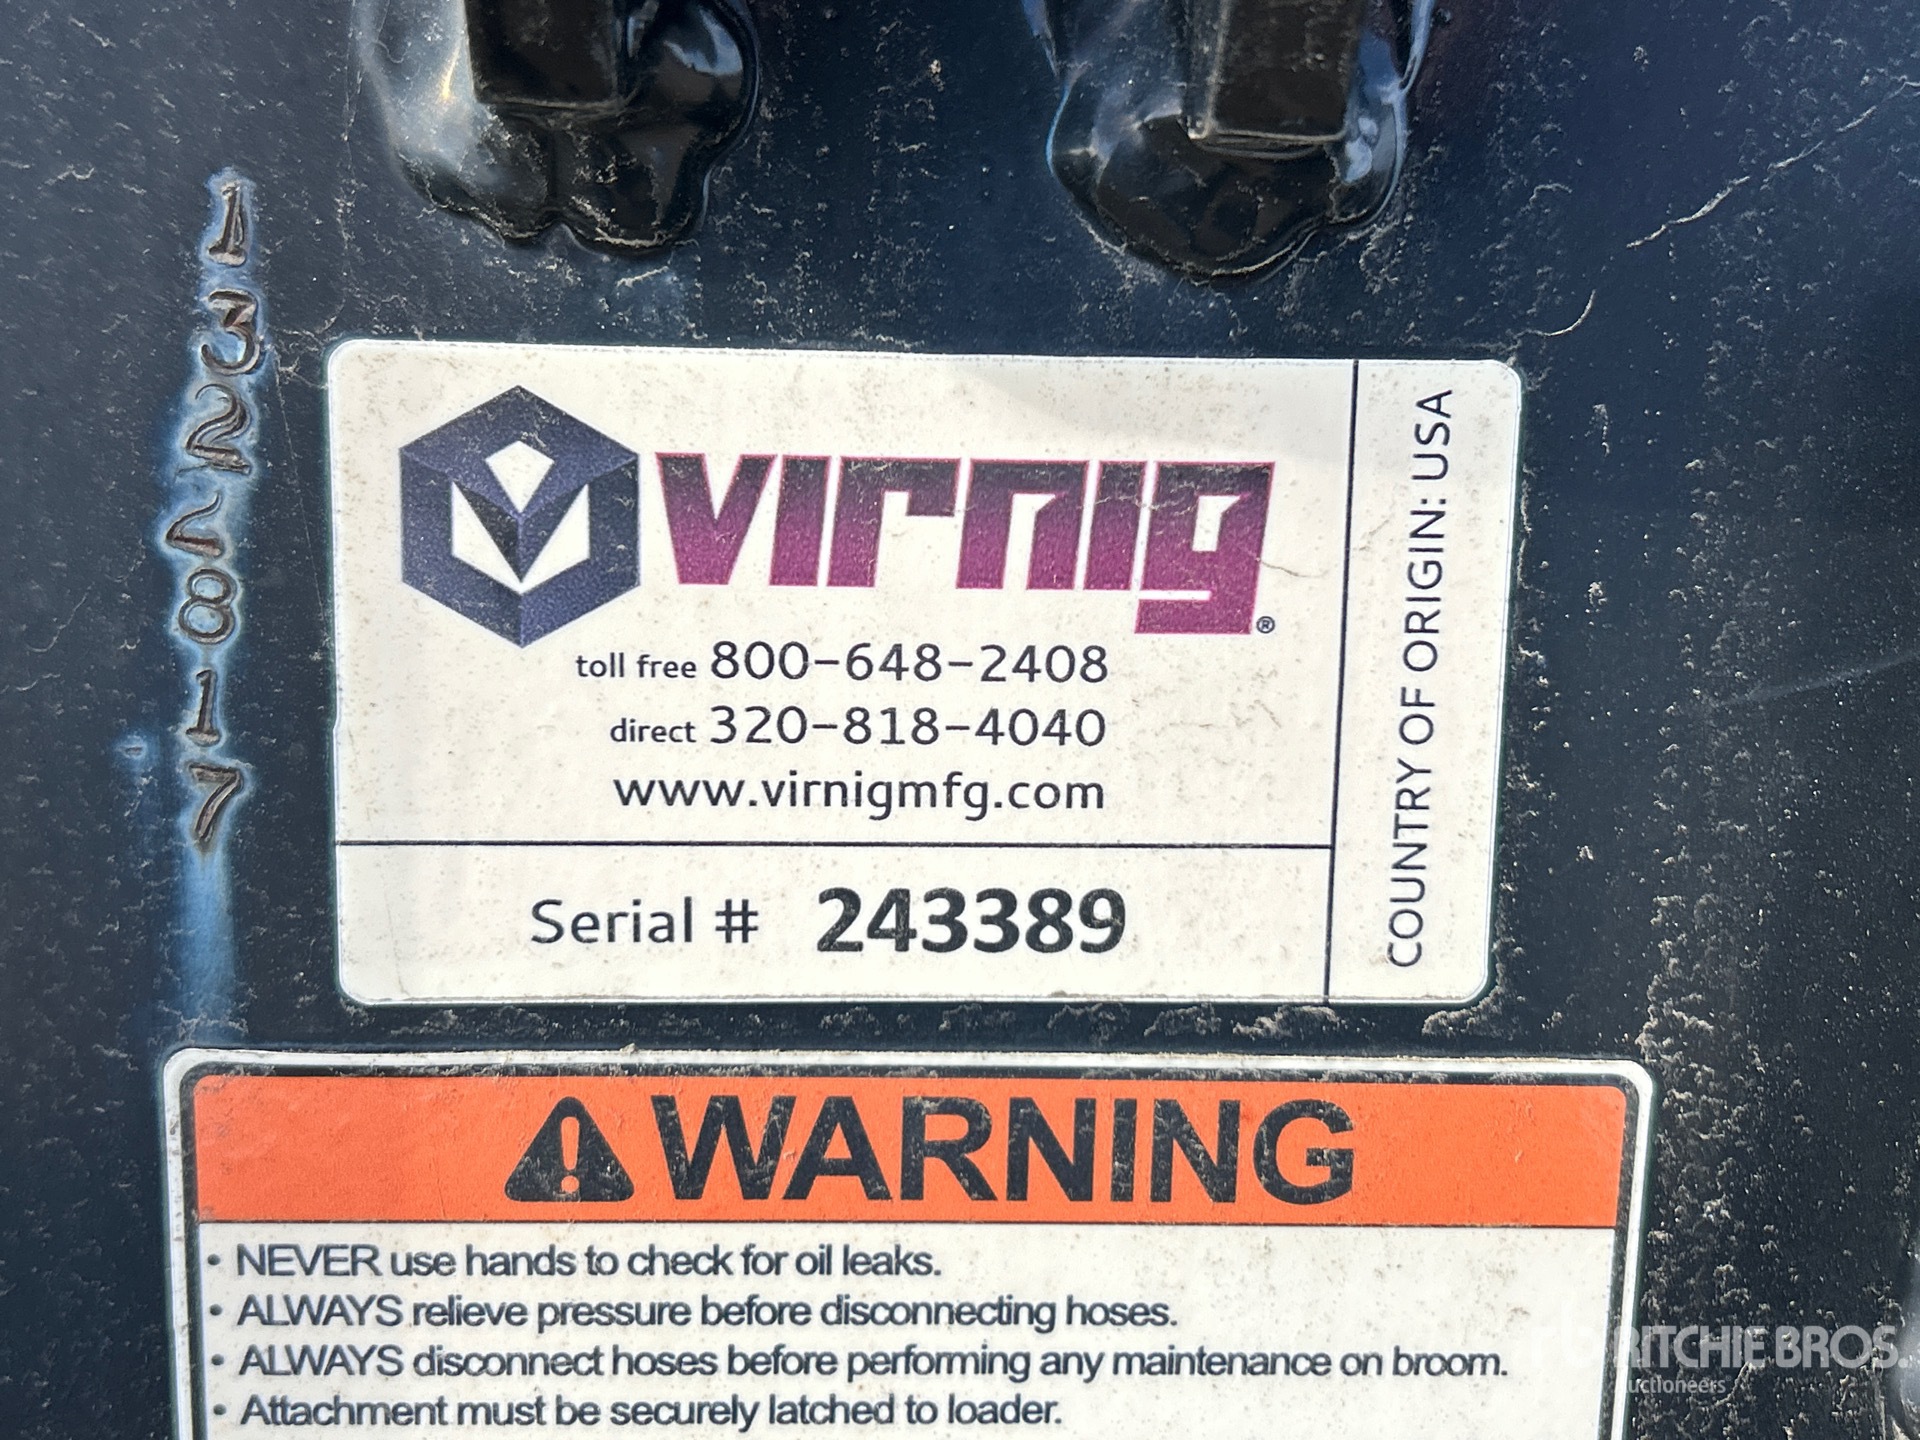 virnig®
toll free 800-648-2408
direct 320-818-4040
www.virnigmfg.com
Serial # 243389
COUNTRY OF ORIGIN: USA
WARNING
• NEVER use hands to check for oil leaks.
• ALWAYS relieve pressure before disconnecting hoses.
• ALWAYS disconnect hoses before performing any maintenance on broom.
• Attachment must be securely latched to loader.
RITCHIE BROS.
Auctioneers